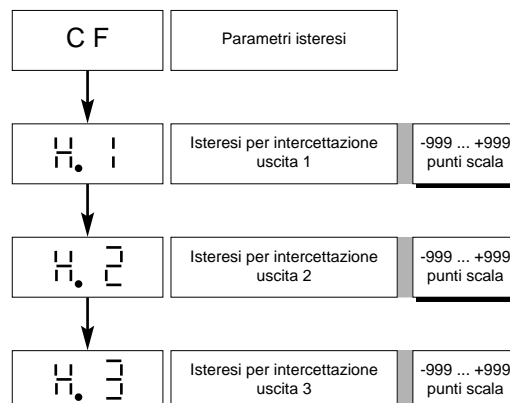 C F
Parametri isteresi
H. 1
Isteresi per intercettazione
uscita 1
-999 ... +999
punti scala
H. 2
Isteresi per intercettazione
uscita 2
-999 ... +999
punti scala
H. 3
Isteresi per intercettazione
uscita 3
-999 ... +999
punti scala